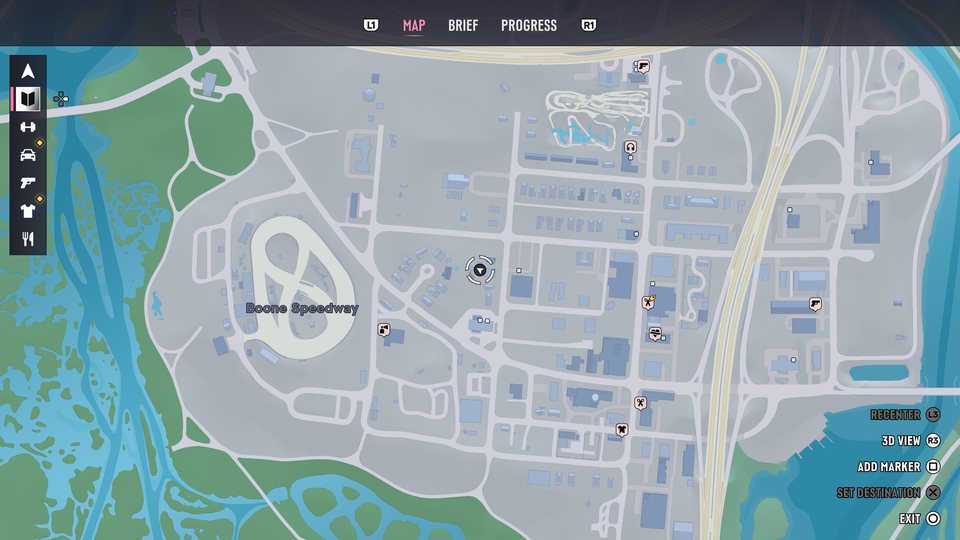 L1 MAP BRIEF PROGRESS R1
Boone Speedway
RECENTER L3
3D VIEW R3
ADD MARKER
SET DESTINATION
EXIT